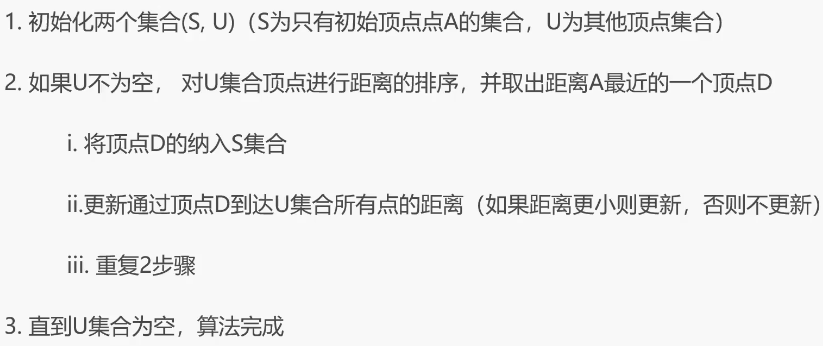 1. 初始化两个集合(S, U)（S为只有初始顶点点A的集合，U为其他顶点集合）
2. 如果U不为空， 对U集合顶点进行距离的排序，并取出距离A最近的一个顶点D
i. 将顶点D的纳入S集合
ii.更新通过顶点D到达U集合所有点的距离（如果距离更小则更新，否则不更新）
iii. 重复2步骤
3. 直到U集合为空，算法完成